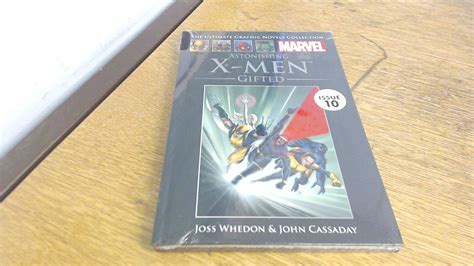 THE ULTIMATE GRAPHIC NOVELS COLLECTION
MARVEL
ASTONISHING
X-MEN
GIFTED
ISSUE
10
JOSS WHEDON & JOHN CASSADAY